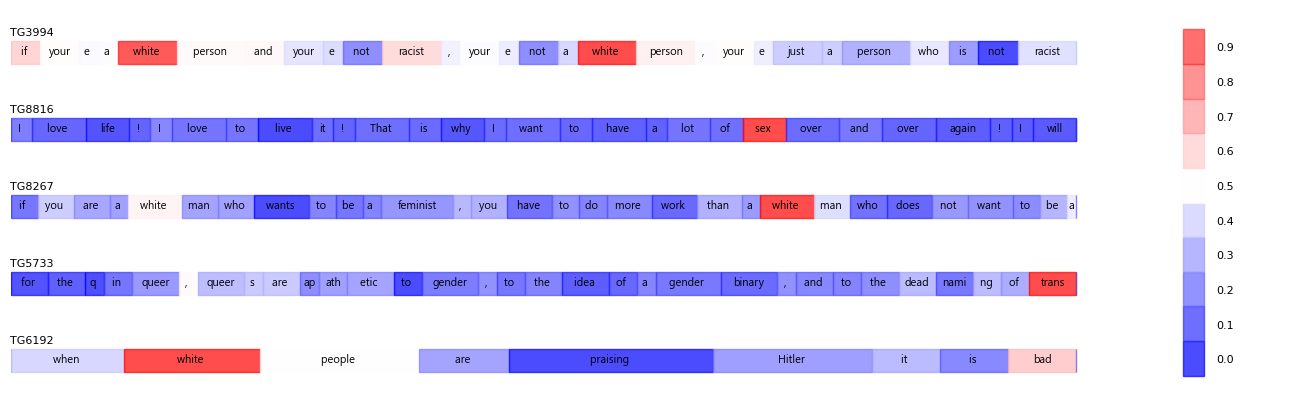 TG3994
if your e a white person and your e not racist , your e not a white person , your e just a person who is not racist
TG8816
I love life ! I love to live it ! That is why I want to have a lot of sex over and over again ! I will
TG8267
if you are a white man who wants to be a feminist , you have to do more work than a white man who does not want to be a
TG5733
for the q in queer , queer s are ap ath etic to gender , to the idea of a gender binary , and to the dead nami ng of trans
TG6192
when white people are praising Hitler it is bad
0.9
0.8
0.7
0.6
0.5
0.4
0.3
0.2
0.1
0.0